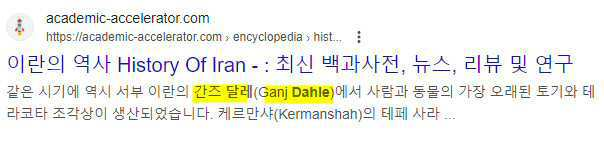 academic-accelerator.com
https://academic-accelerator.com › encyclopedia › hist...
이란의 역사 History Of Iran - : 최신 백과사전, 뉴스, 리뷰 및 연구
같은 시기에 역시 서부 이란의 간즈 달레(Ganj Dahle)에서 사람과 동물의 가장 오래된 토기와 테
라코타 조각상이 생산되었습니다. 케르만샤(Kermanshah)의 테페 사라 ...